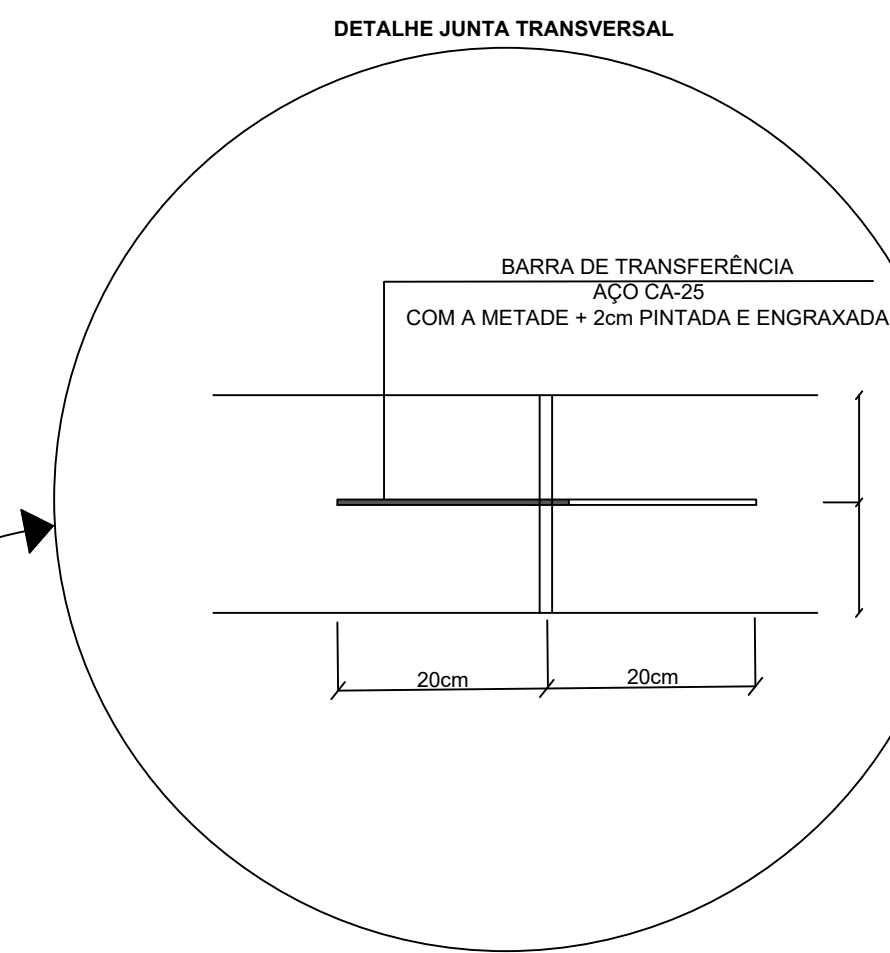 DETALHE JUNTA TRANSVERSAL
BARRA DE TRANSFERÊNCIA
AÇO CA-25
COM A METADE + 2cm PINTADA E ENGRAXADA
20cm
20cm